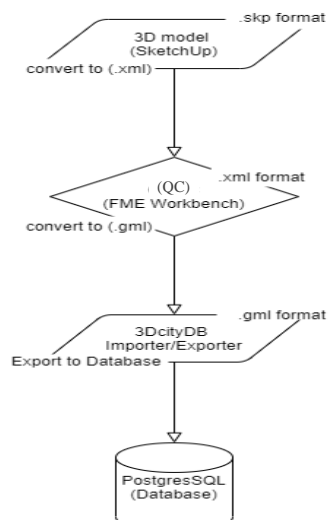 .skp format
3D model
(SketchUp)
convert to (.xml)
(QC)
.xml format
(FME Workbench)
convert to (.gml)
.gml format
3DcityDB
Importer/Exporter
Export to Database
PostgresSQL
(Database)